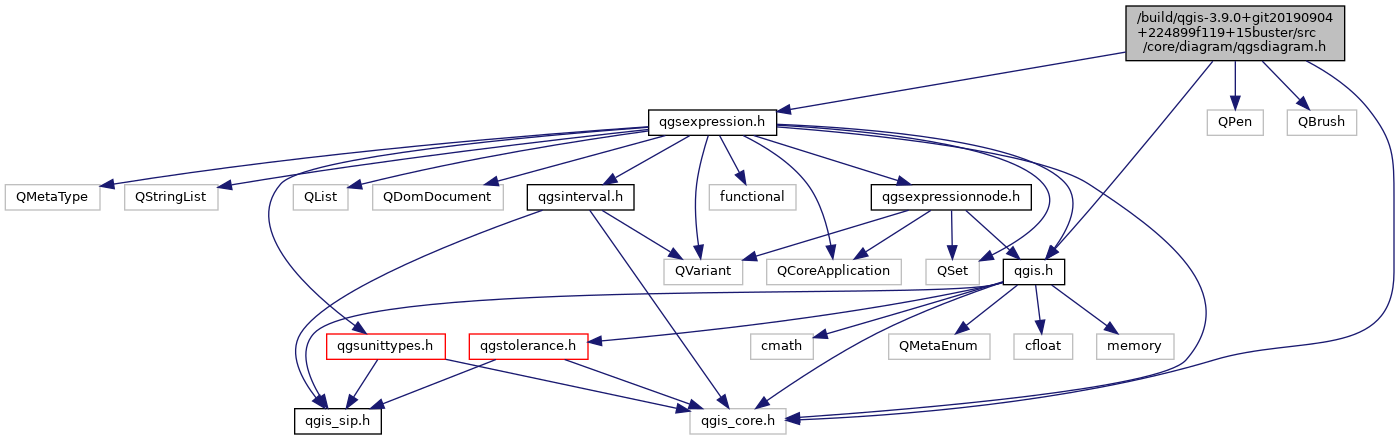 /build/qgis-3.9.0+git20190904
+224899f119+15buster/src
/core/diagram/qgsdiagram.h
qgsexpression.h
QPen
QBrush
QMetaType
QStringList
QList
QDomDocument
qgsinterval.h
functional
qgsexpressionnode.h
QVariant
QCoreApplication
QSet
qgis.h
qgsunittypes.h
qgstolerance.h
cmath
QMetaEnum
cfloat
memory
qgis_sip.h
qgis_core.h